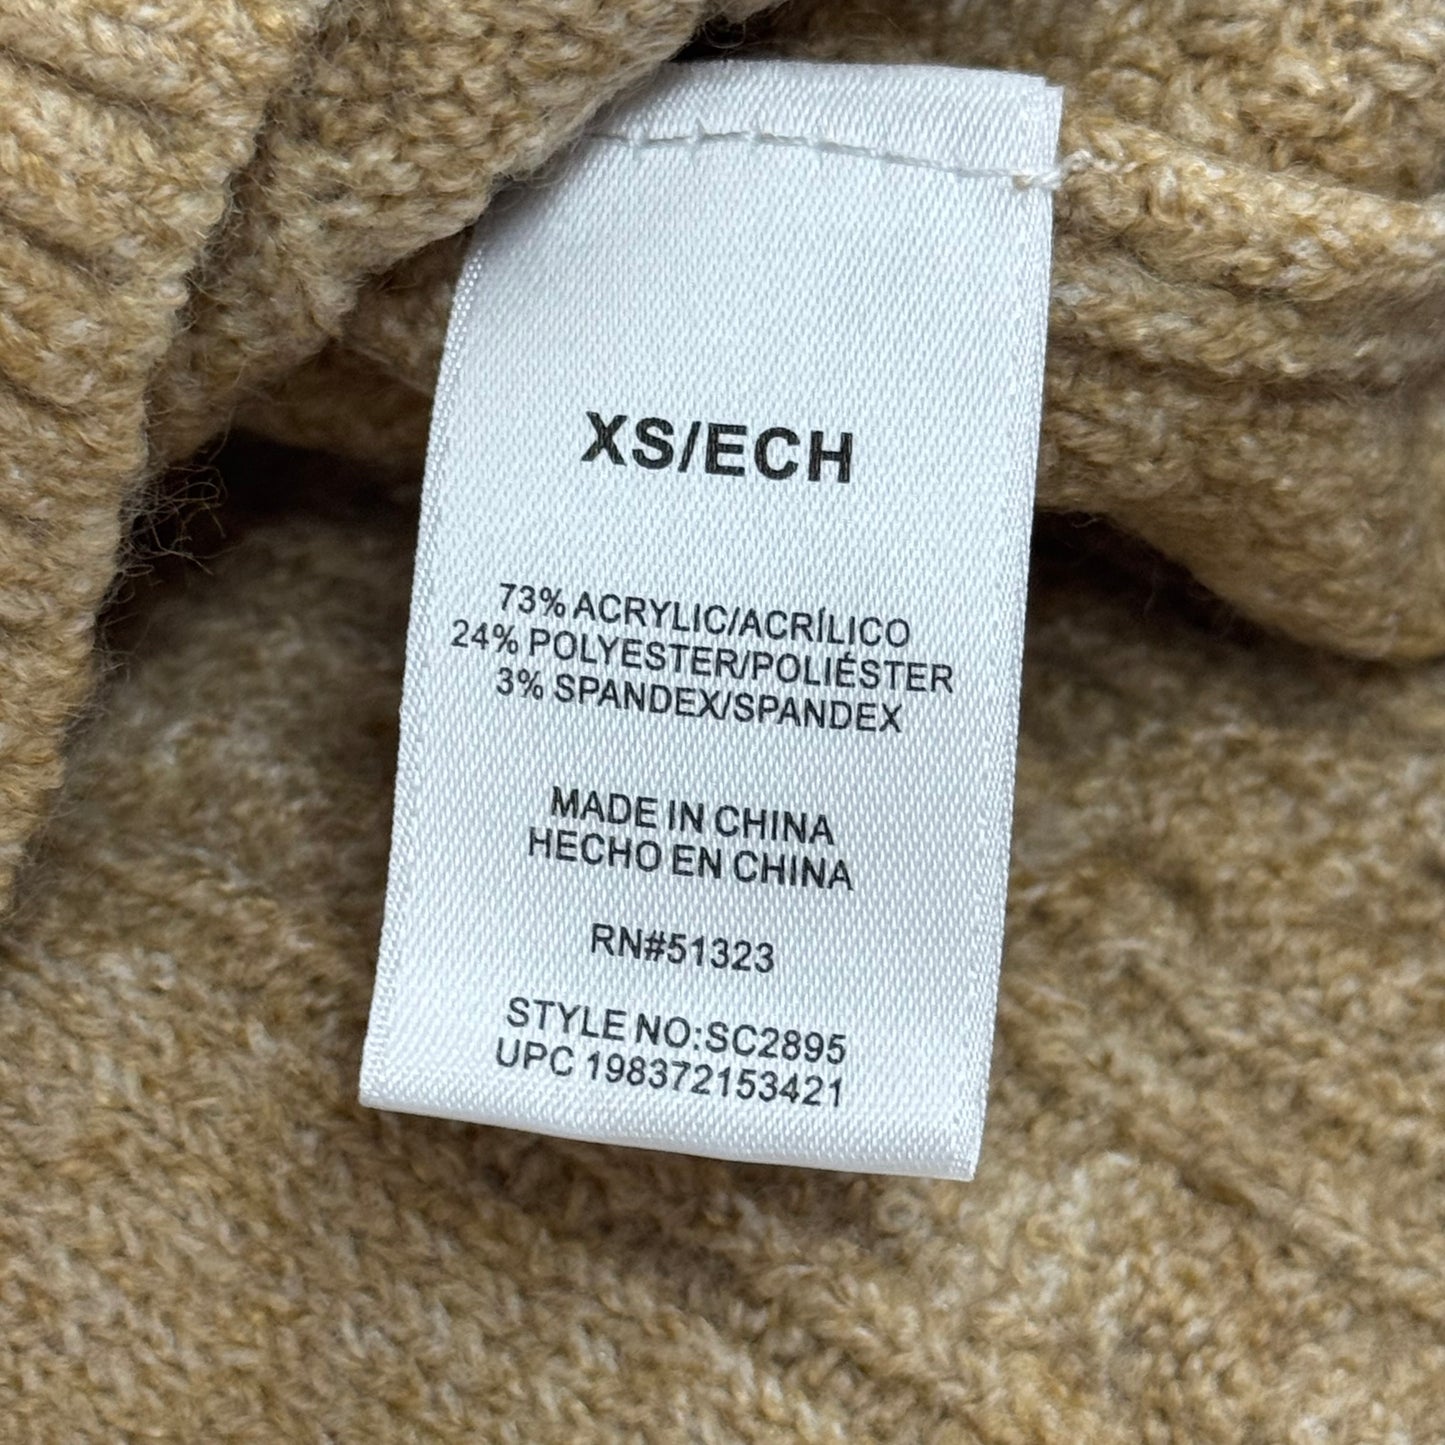 XS/ECH
73% ACRYLIC/ACRÍLICO
24% POLYESTER/POLIÉSTER
3% SPANDEX/SPANDEX
MADE IN CHINA
HECHO EN CHINA
RN#51323
STYLE NO:SC2895
UPC 198372153421